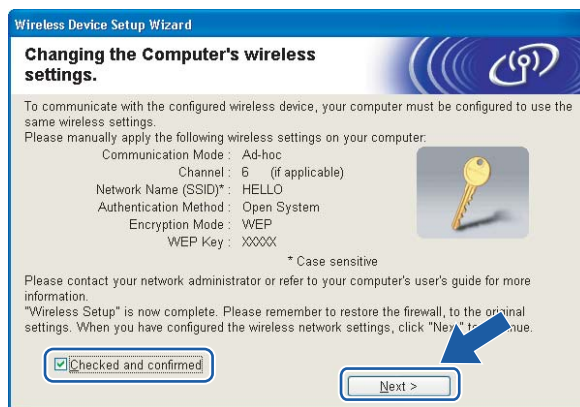 Wireless Device Setup Wizard
Changing the Computer's wireless
settings.
To communicate with the configured wireless device, your computer must be configured to use the
same wireless settings.
Please manually apply the following wireless settings on your computer:
Communication Mode : Ad-hoc
Channel : 6 (if applicable)
Network Name (SSID)* : HELLO
Authentication Method : Open System
Encryption Mode : WEP
WEP Key : XXXXX
* Case sensitive
Please contact your network administrator or refer to your computer's user's guide for more
information.
"Wireless Setup" is now complete. Please remember to restore the firewall, to the original
settings. When you have configured the wireless network settings, click "Next" to
Checked and confirmed
Next >